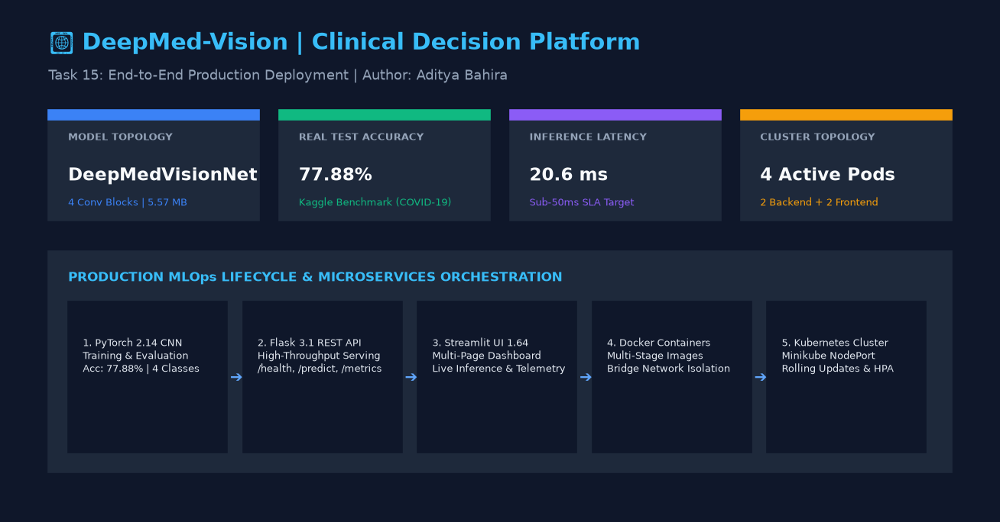 DeepMed-Vision | Clinical Decision Platform
Task 15: End-to-End Production Deployment | Author: Aditya Bahira
MODEL TOPOLOGY
DeepMedVisionNet
4 Conv Blocks | 5.57 MB
REAL TEST ACCURACY
77.88%
Kaggle Benchmark (COVID-19)
INFERENCE LATENCY
20.6 ms
Sub-50ms SLA Target
CLUSTER TOPOLOGY
4 Active Pods
2 Backend + 2 Frontend
PRODUCTION MLOps LIFECYCLE & MICROSERVICES ORCHESTRATION
1. PyTorch 2.14 CNN
Training & Evaluation
Acc: 77.88% | 4 Classes
➔
2. Flask 3.1 REST API
High-Throughput Serving
/health, /predict, /metrics
➔
3. Streamlit UI 1.64
Multi-Page Dashboard
Live Inference & Telemetry
➔
4. Docker Containers
Multi-Stage Images
Bridge Network Isolation
➔
5. Kubernetes Cluster
Minikube NodePort
Rolling Updates & HPA